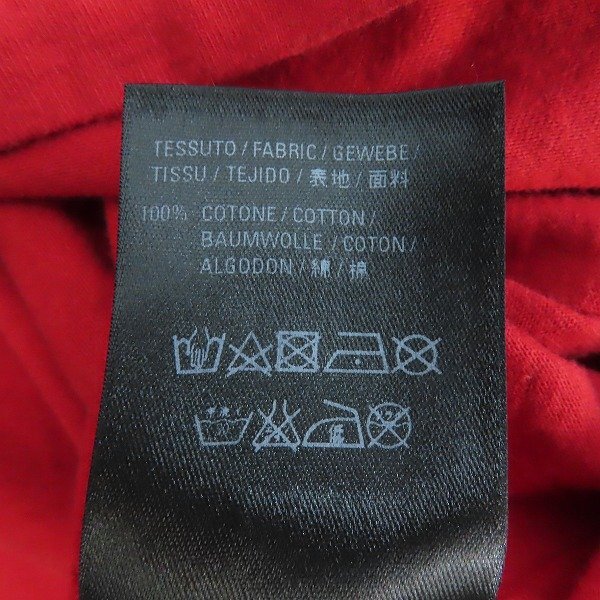 TESSUTO / FABRIC / GEWEBE /
TISSU / TEJIDO / 表地 / 面料
100% COTONE / COTTON /
BAUMWOLLE / COTON /
ALGODON / 綿 / 棉